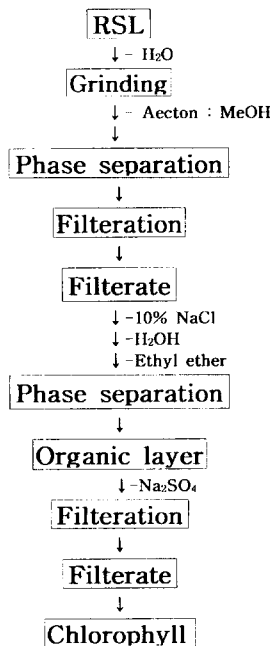 RSL
↓ - H₂O
Grinding
↓ - Aecton : MeOH
↓
Phase separation
↓
Filteration
↓
Filterate
↓ -10% NaCl
↓ -H₂OH
↓ -Ethyl ether
Phase separation
↓
Organic layer
↓ -Na₂SO₄
Filteration
↓
Filterate
↓
Chlorophyll